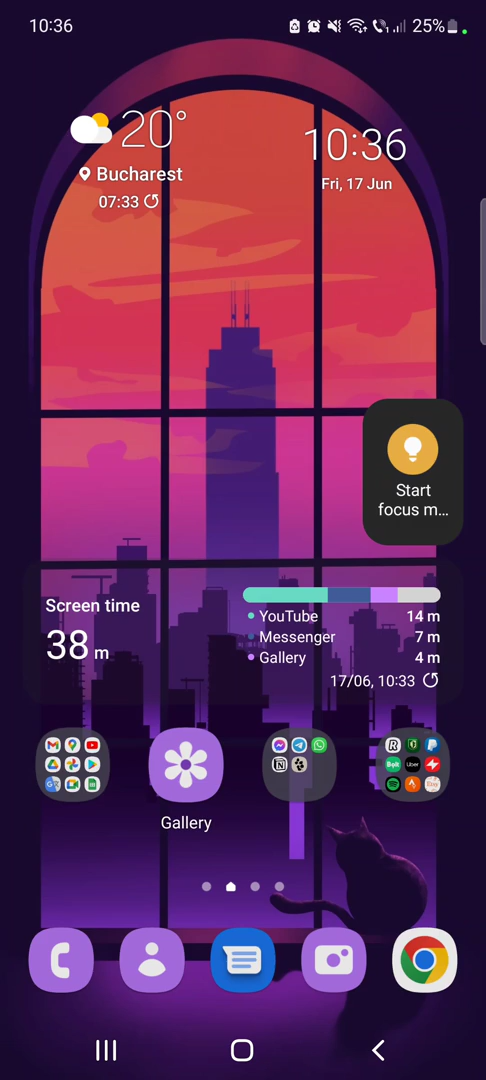 10:36
25%
20°
Bucharest
07:33
10:36
Fri, 17 Jun
Start
focus m...
Screen time
38 m
YouTube 14 m
Messenger 7 m
Gallery 4 m
17/06, 10:33
Gallery